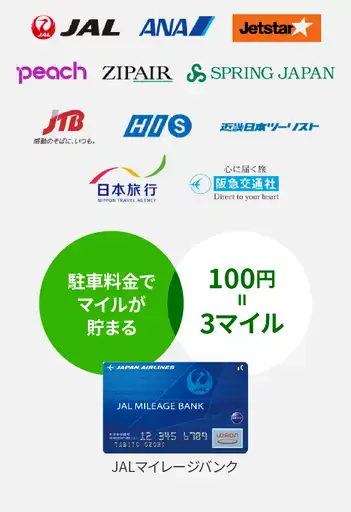 JAL
JAL
ANA
Jetstar
peach
ZIPAIR
SPRING JAPAN
JTB
感動のそばに、いつも。
HIS
近畿日本ツーリスト
日本旅行
NIPPON TRAVEL AGENCY
心に届く旅
阪急交通社
Direct to your heart
駐車料金で
マイルが
貯まる
100円
=
3マイル
JAPAN AIRLINES
JAL
JAL MILEAGE BANK
12 345 6789
WAON
JALマイレージバンク